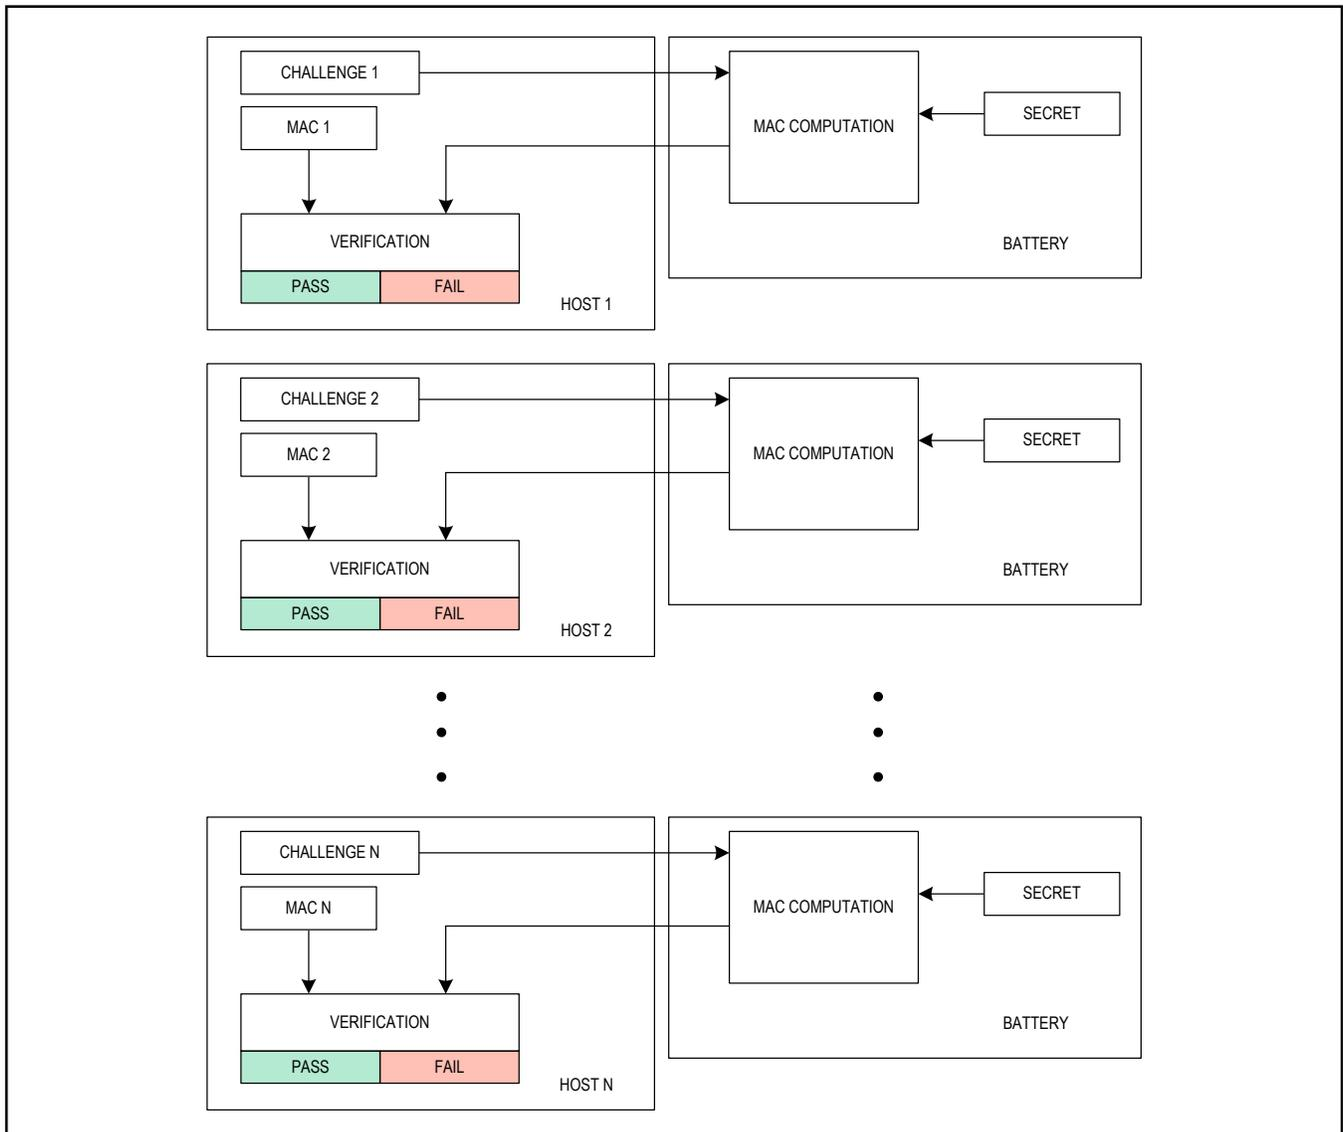 CHALLENGE 1
MAC 1
MAC COMPUTATION
SECRET
VERIFICATION
BATTERY
PASS
FAIL
HOST 1
CHALLENGE 2
MAC 2
MAC COMPUTATION
SECRET
VERIFICATION
BATTERY
PASS
FAIL
HOST 2
CHALLENGE N
MAC N
MAC COMPUTATION
SECRET
VERIFICATION
BATTERY
PASS
FAIL
HOST N